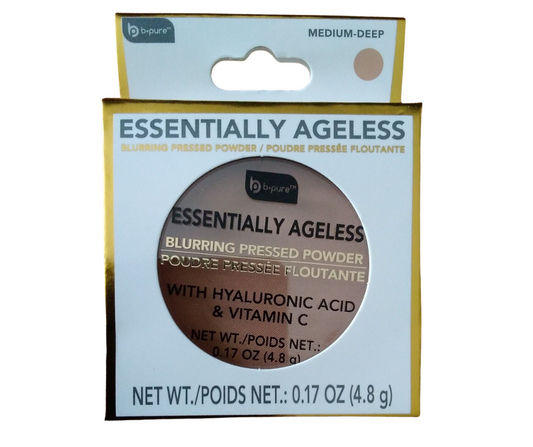 b•pure™
MEDIUM-DEEP
ESSENTIALLY AGELESS
BLURRING PRESSED POWDER / POUDRE PRESSÉE FLOUTANTE
b•pure™
ESSENTIALLY AGELESS
BLURRING PRESSED POWDER
POUDRE PRESSÉE FLOUTANTE
WITH HYALURONIC ACID
& VITAMIN C
NET WT./POIDS NET.:
0.17 OZ (4.8 g)
NET WT./POIDS NET.: 0.17 OZ (4.8 g)